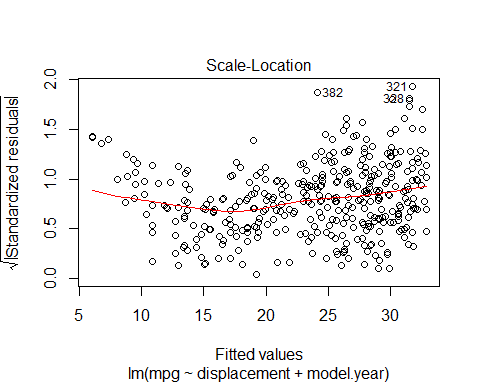 Scale-Location
√|Standardized residuals|
2.0
1.5
1.0
0.5
0.0
321
382
328
5 10 15 20 25 30
Fitted values
lm(mpg ~ displacement + model.year)